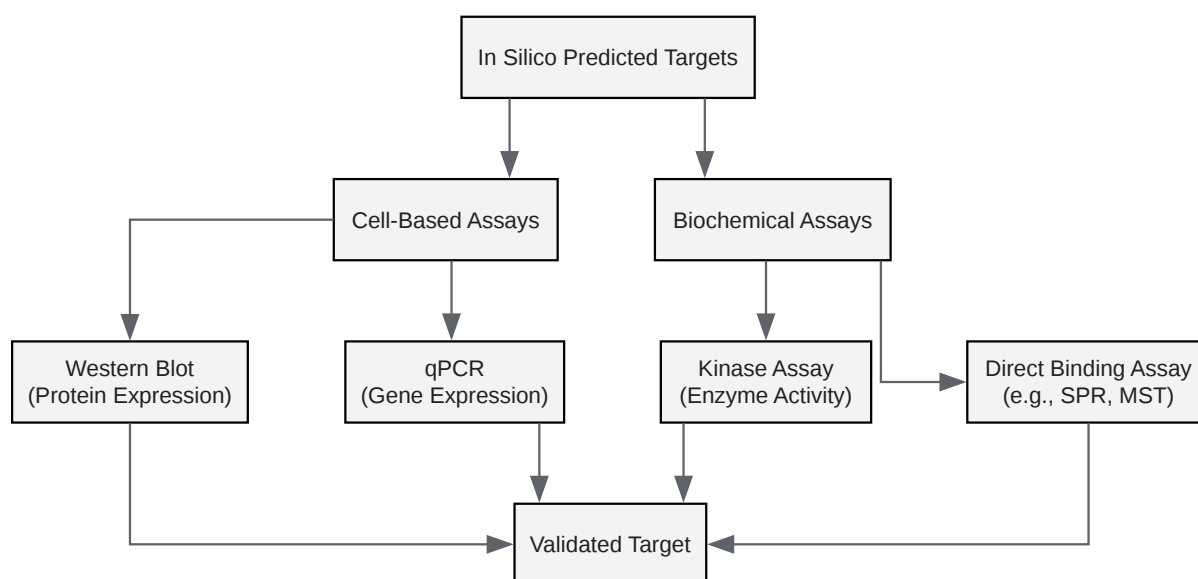 In Silico Predicted Targets
Cell-Based Assays
Biochemical Assays
Western Blot
(Protein Expression)
qPCR
(Gene Expression)
Kinase Assay
(Enzyme Activity)
Direct Binding Assay
(e.g., SPR, MST)
Validated Target